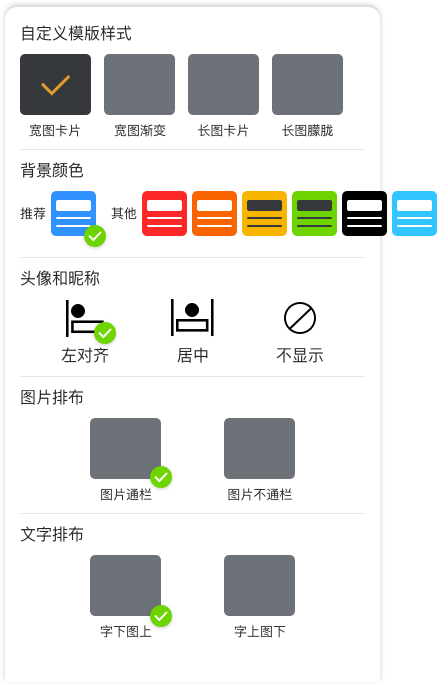 自定义模版样式
宽图卡片 宽图渐变 长图卡片 长图朦胧
背景颜色
推荐 其他
头像和昵称
左对齐 居中 不显示
图片排布
图片通栏 图片不通栏
文字排布
字下图上 字上图下